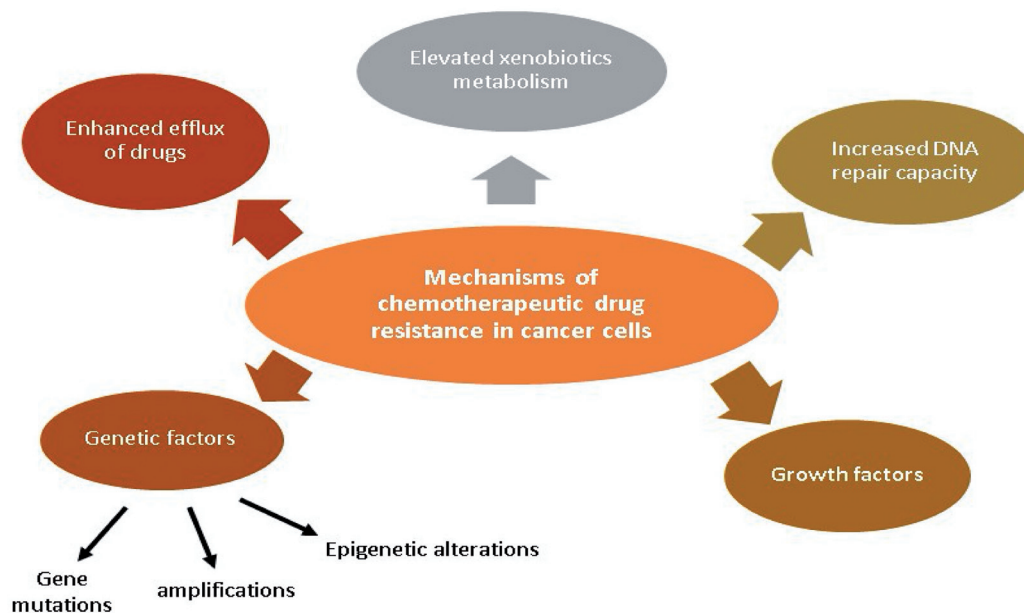 Elevated xenobiotics
metabolism
Enhanced efflux
of drugs
Increased DNA
repair capacity
Mechanisms of
chemotherapeutic drug
resistance in cancer cells
Genetic factors
Growth factors
Epigenetic alterations
Gene
mutations
amplifications